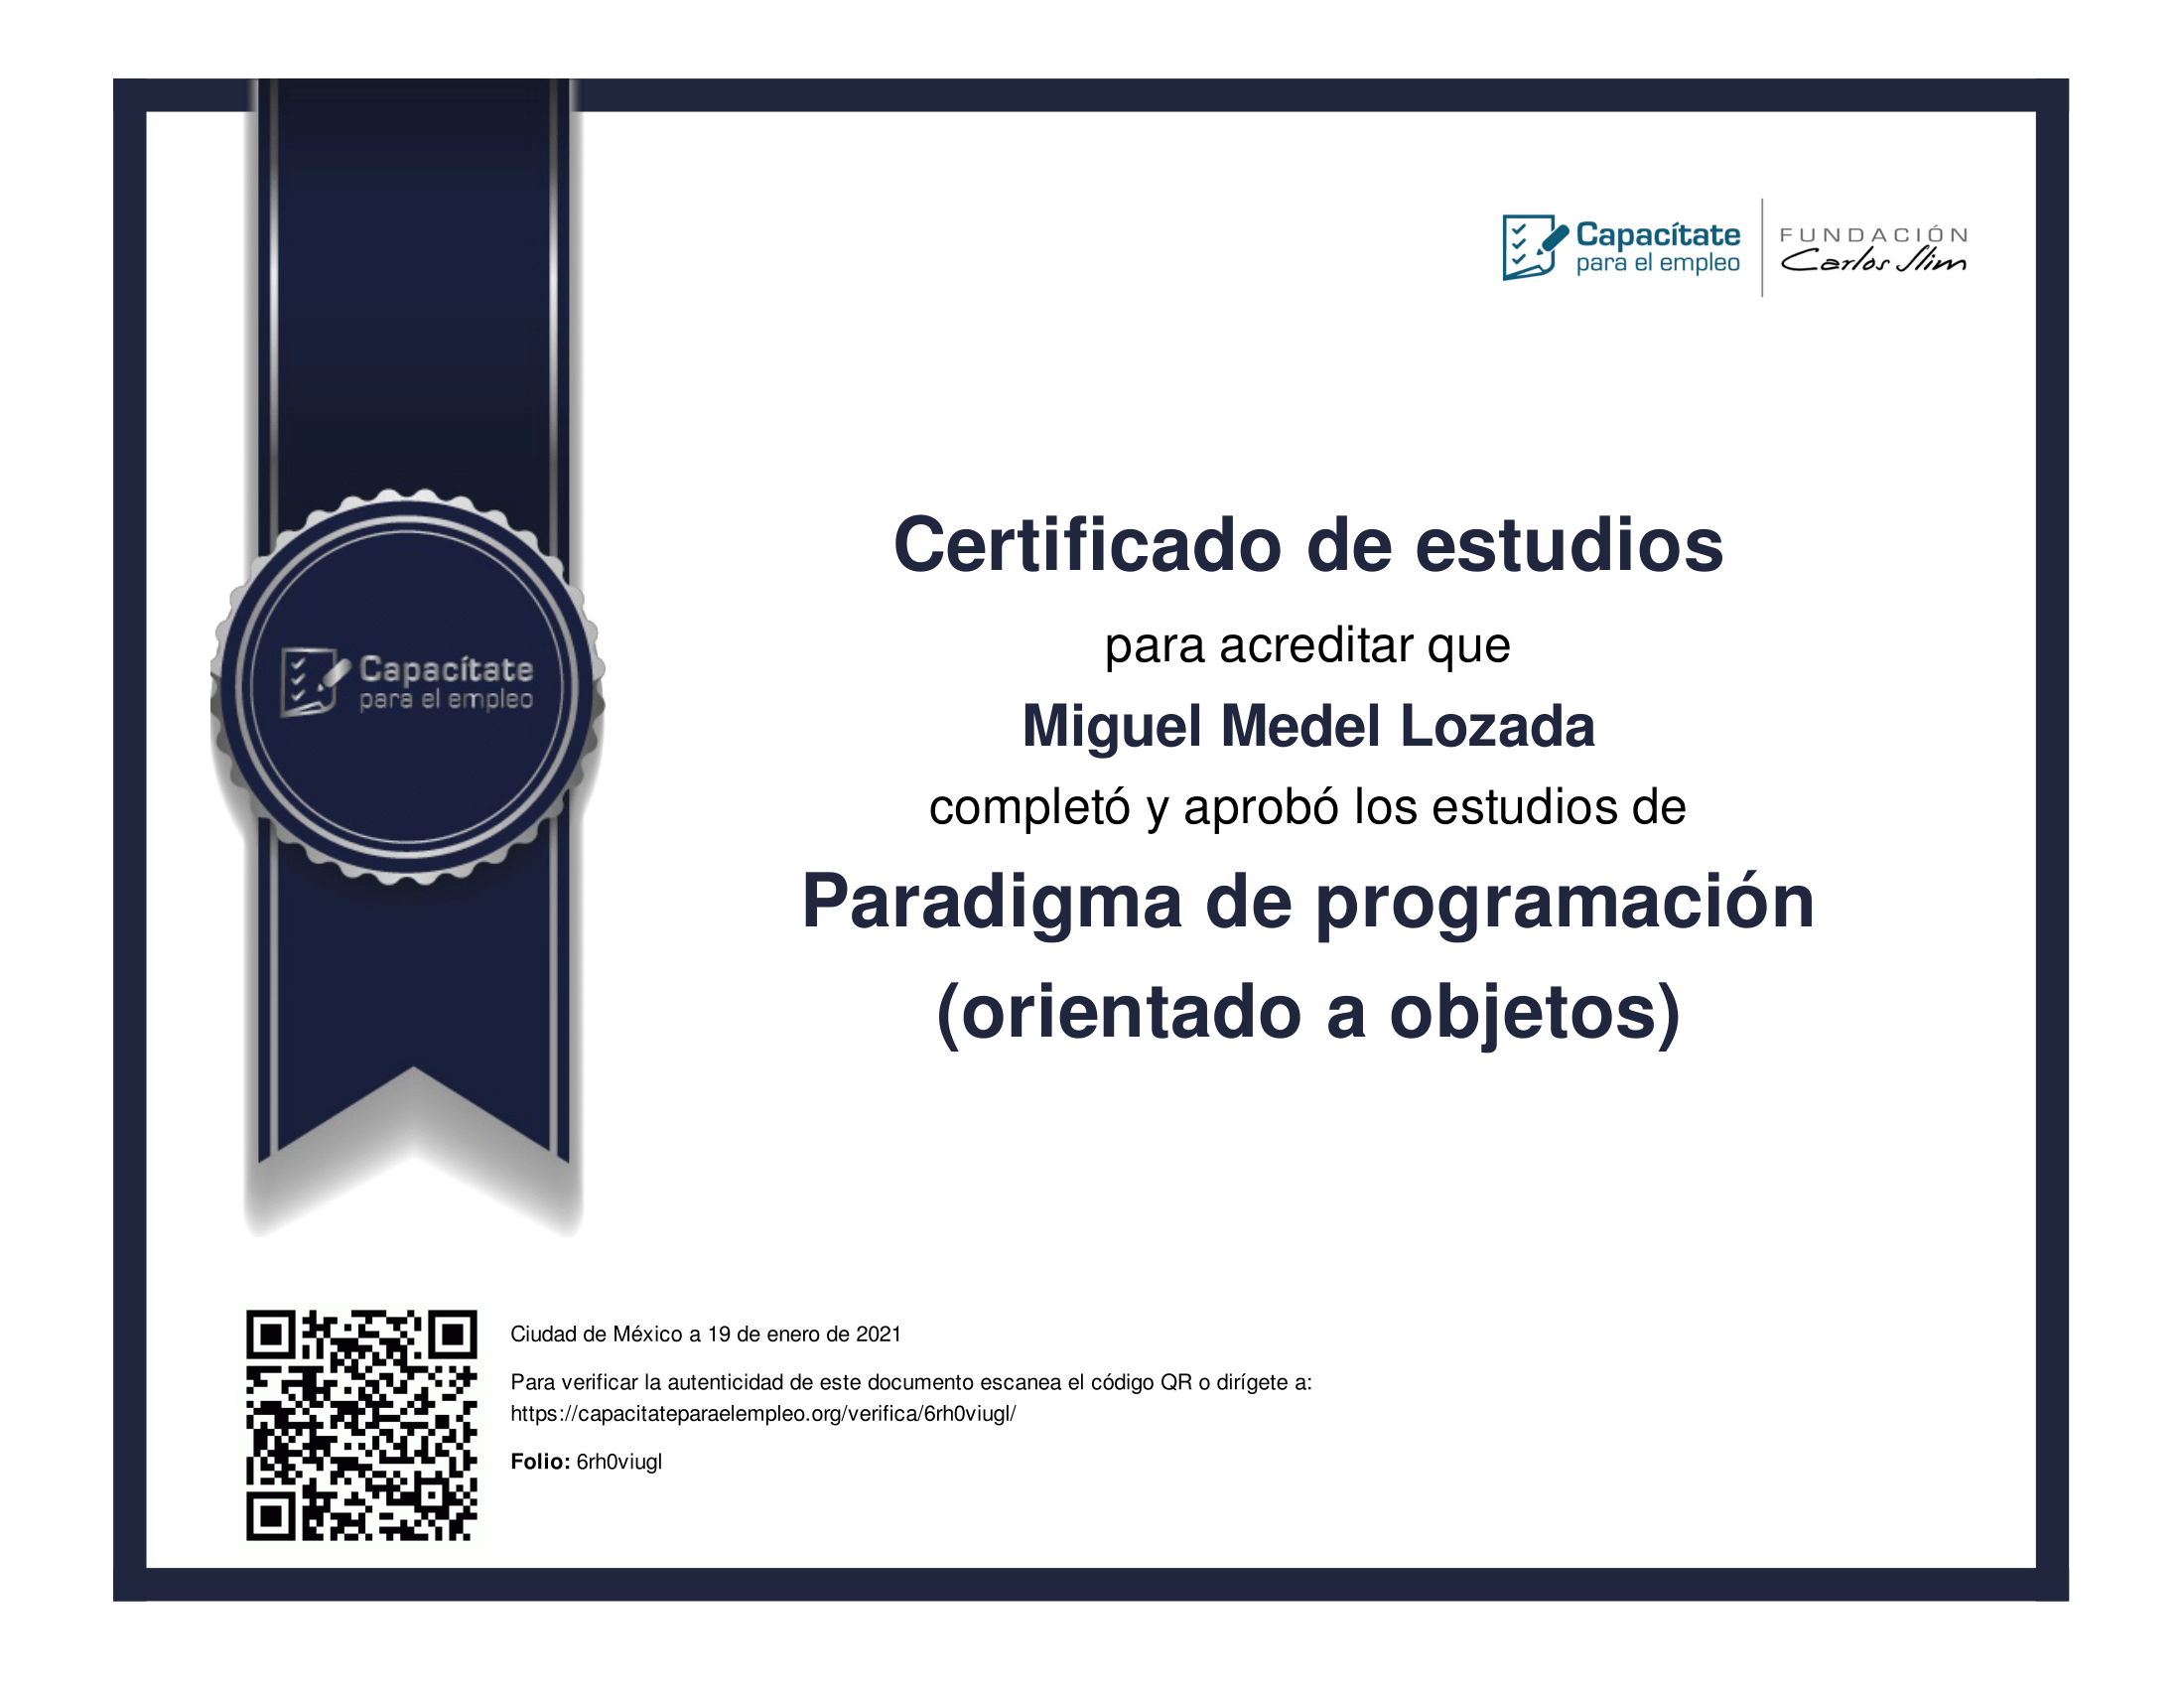 Capacítate
para el empleo
FUNDACIÓN
Carlos Slim
Capacítate
para el empleo
Certificado de estudios
para acreditar que
Miguel Medel Lozada
completó y aprobó los estudios de
Paradigma de programación
(orientado a objetos)
Ciudad de México a 19 de enero de 2021
Para verificar la autenticidad de este documento escanea el código QR o dirígete a:
https://capacitateparaelempleo.org/verifica/6rh0viugl/
Folio: 6rh0viugl